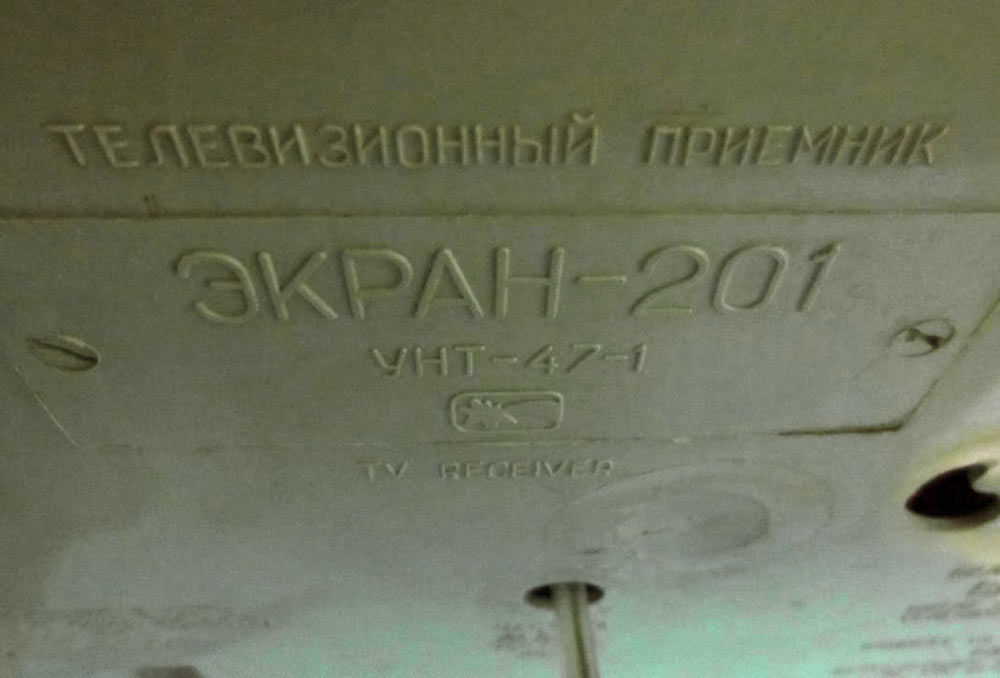 ТЕЛЕВИЗИОННЫЙ ПРИЕМНИК
ЭКРАН-201
УНТ-47-1
TV RECEIVER